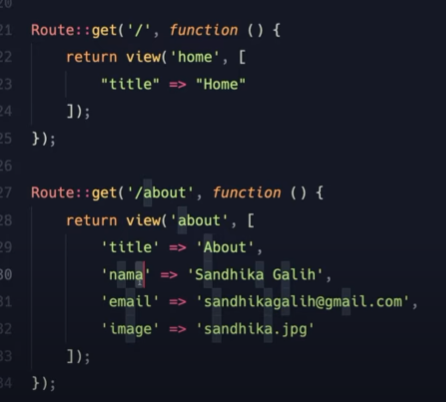 21 Route::get('/', function () {
22 return view('home', [
23 "title" => "Home"
24 ]);
25 });
26
27 Route::get('/about', function () {
28 return view('about', [
29 'title' => 'About',
30 'nama' => 'Sandhika Galih',
31 'email' => 'sandhikagalih@gmail.com',
32 'image' => 'sandhika.jpg'
33 ]);
34 });